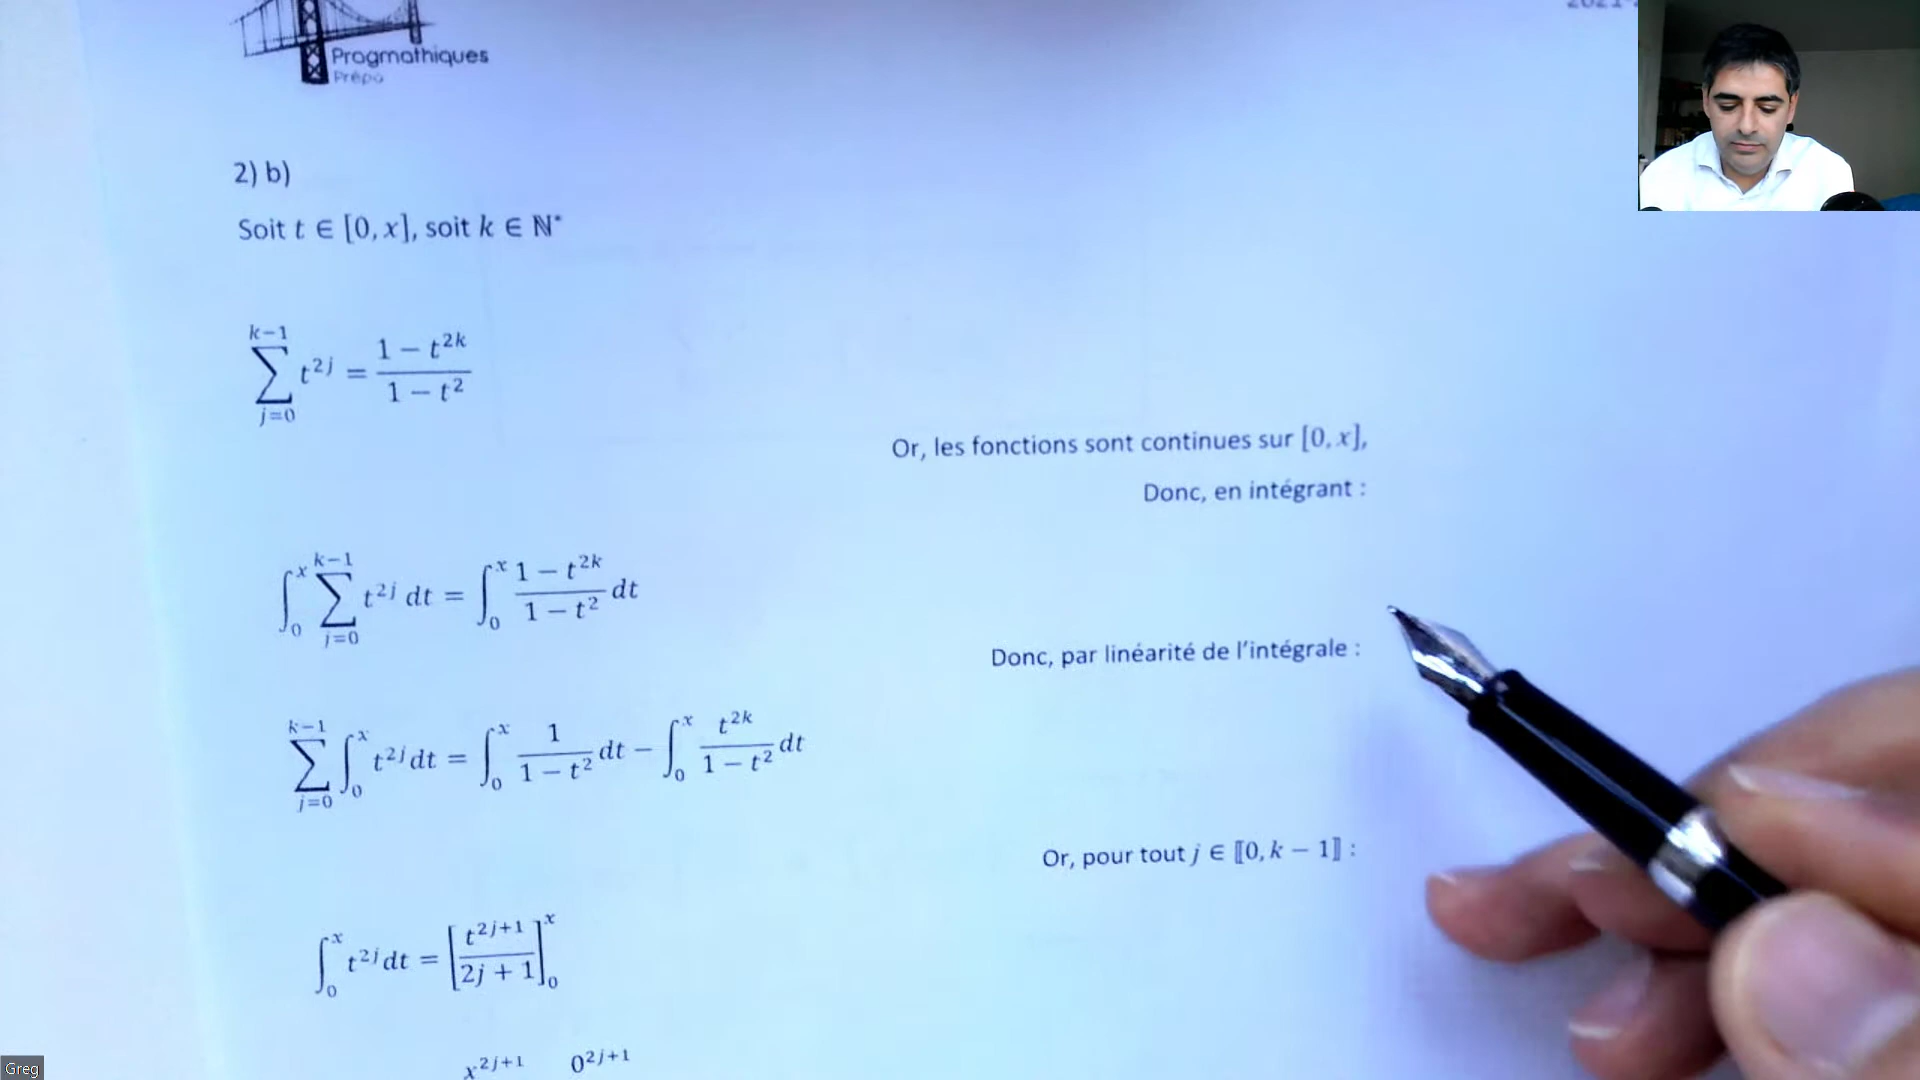 Progmathiques
Prépa
2) b)
Soit t ∈ [0, x], soit k ∈ ℕ*
∑_{j=0}^{k−1} t^{2j} = (1 − t^{2k}) / (1 − t^2)
Or, les fonctions sont continues sur [0, x],
Donc, en intégrant :
∫_0^x ∑_{j=0}^{k−1} t^{2j} dt = ∫_0^x (1 − t^{2k}) / (1 − t^2) dt
Donc, par linéarité de l’intégrale :
∑_{j=0}^{k−1} ∫_0^x t^{2j} dt = ∫_0^x 1 / (1 − t^2) dt − ∫_0^x t^{2k} / (1 − t^2) dt
Or, pour tout j ∈ ⟦0, k − 1⟧ :
∫_0^x t^{2j} dt = [t^{2j+1} / (2j + 1)]_0^x
x^{2j+1} 0^{2j+1}
Greg